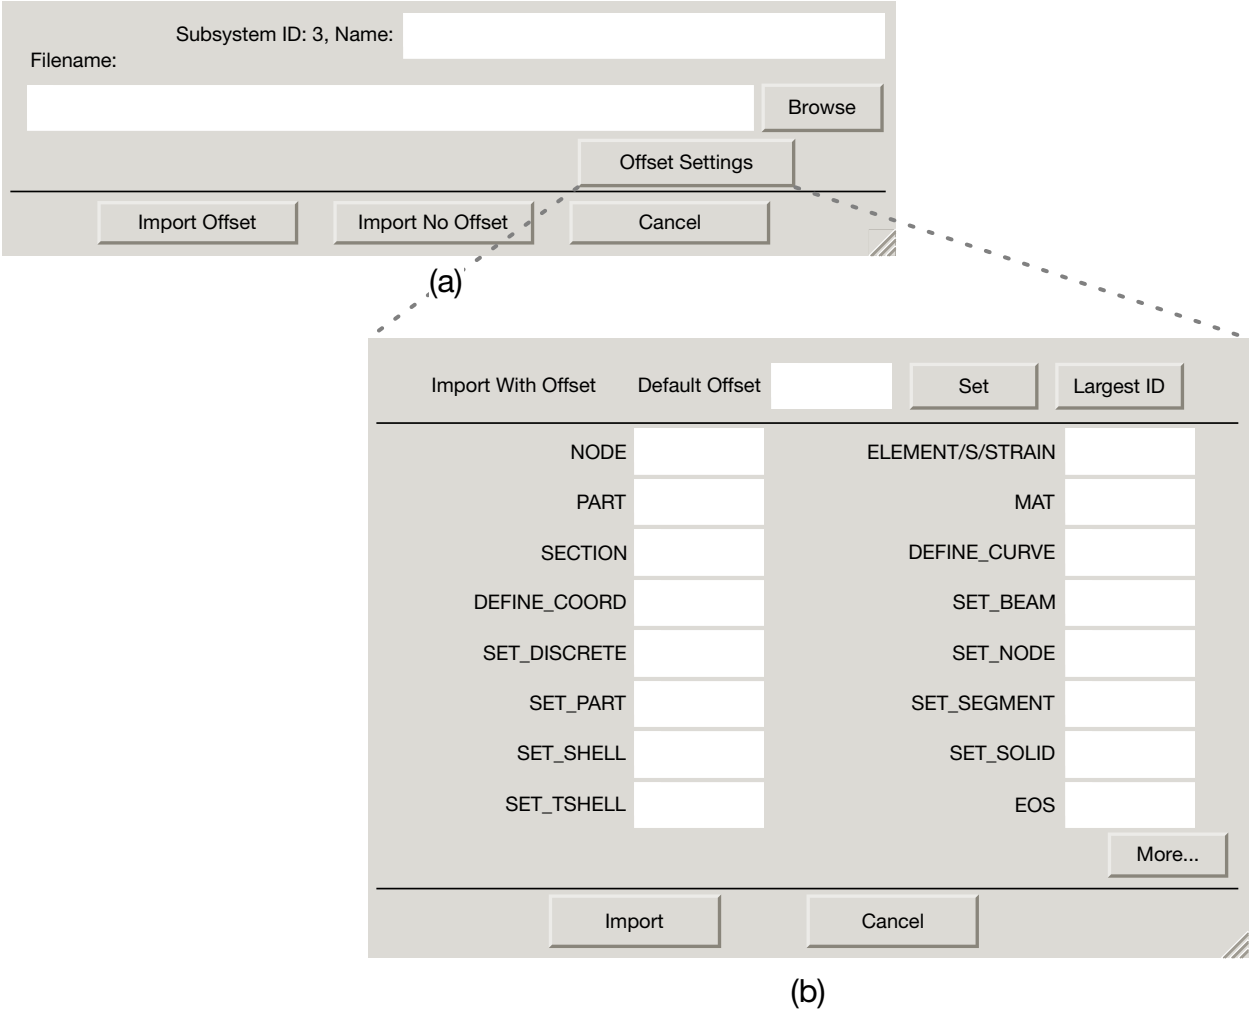 Subsystem ID: 3, Name:
Filename:
Browse
Offset Settings
Import Offset Import No Offset Cancel
(a)
Import With Offset Default Offset Set Largest ID
NODE ELEMENT/S/STRAIN
PART MAT
SECTION DEFINE_CURVE
DEFINE_COORD SET_BEAM
SET_DISCRETE SET_NODE
SET_PART SET_SEGMENT
SET_SHELL SET_SOLID
SET_TSHELL EOS
More...
Import Cancel
(b)